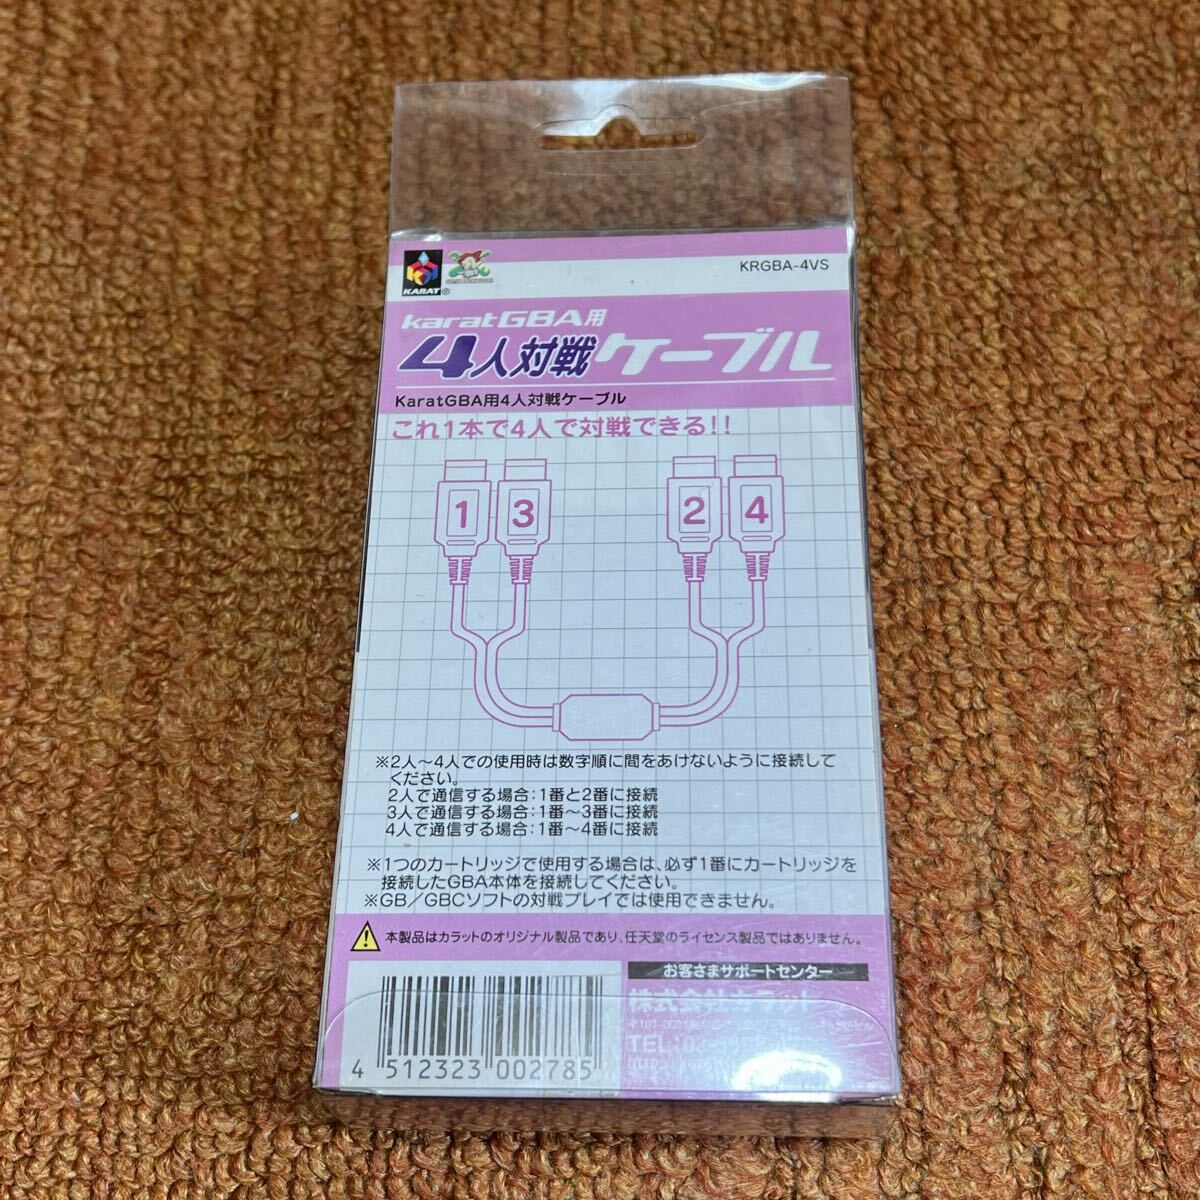 KARAT®
KRGBA-4VS
karatGBA用
4人対戦ケーブル
KaratGBA用4人対戦ケーブル
これ1本で4人で対戦できる!!
1 3 2 4
※2人～4人での使用時は数字順に間をあけないように接続して
ください。
2人で通信する場合：1番と2番に接続
3人で通信する場合：1番～3番に接続
4人で通信する場合：1番～4番に接続
※1つのカートリッジで使用する場合は、必ず1番にカートリッジを
接続したGBA本体を接続してください。
※GB／GBCソフトの対戦プレイでは使用できません。
本製品はカラットのオリジナル製品であり、任天堂のライセンス製品ではありません。
お客さまサポートセンター
株式会社カラット
〒101-0021
TEL:03
4 512323 002785